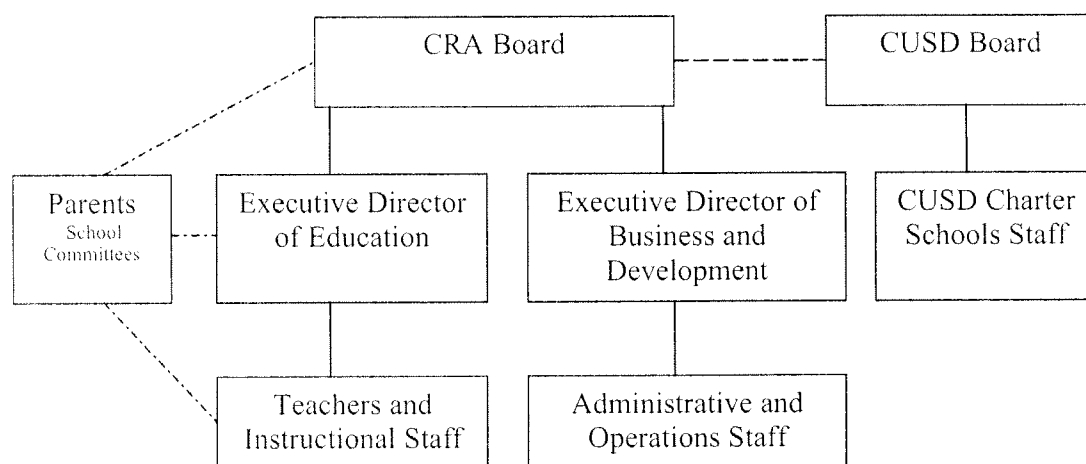 CRA Board
CUSD Board
Parents
School
Committees
Executive Director
of Education
Executive Director of
Business and
Development
CUSD Charter
Schools Staff
Teachers and
Instructional Staff
Administrative and
Operations Staff